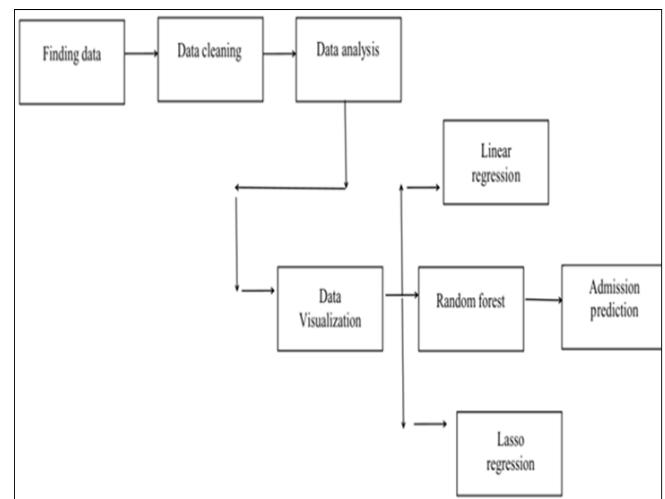 Finding data
Data cleaning
Data analysis
Linear
regression
Data
Visualization
Random forest
Admission
prediction
Lasso
regression